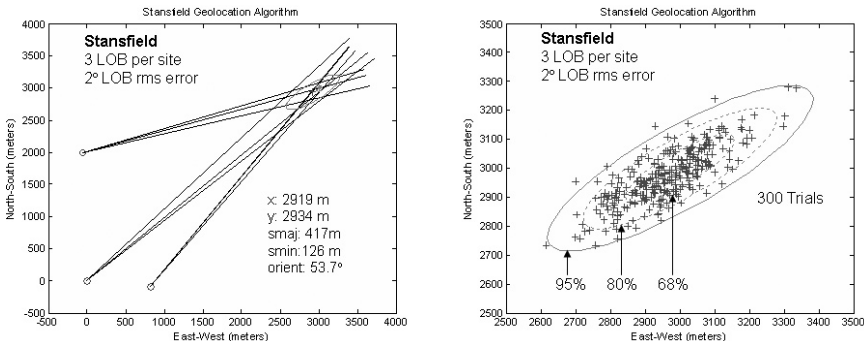 Stansfield Geolocation Algorithm
4000
3500
3000
2500
2000
1500
1000
500
0
-500
North-South (meters)
Stansfield
3 LOB per site
2º LOB rms error
x: 2919 m
y: 2934 m
smaj: 417m
smin:126 m
orient: 53.7º
-500 0 500 1000 1500 2000 2500 3000 3500 4000
East-West (meters)
Stansfield Geolocation Algorithm
3500
3400
3300
3200
3100
3000
2900
2800
2700
2600
2500
North-South (meters)
Stansfield
3 LOB per site
2º LOB rms error
300 Trials
95% 80% 68%
2500 2600 2700 2800 2900 3000 3100 3200 3300 3400 3500
East-West (meters)